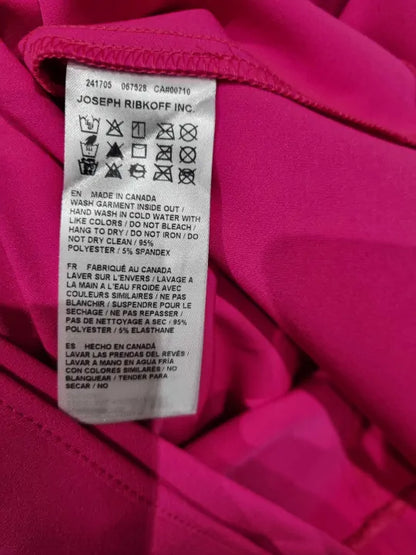 241705 067528 CA#00710
JOSEPH RIBKOFF INC.
EN MADE IN CANADA
WASH GARMENT INSIDE OUT /
HAND WASH IN COLD WATER WITH
LIKE COLORS / DO NOT BLEACH /
HANG TO DRY / DO NOT IRON / DO
NOT DRY CLEAN / 95%
POLYESTER / 5% SPANDEX
FR FABRIQUÉ AU CANADA
LAVER SUR L'ENVERS / LAVAGE A
LA MAIN A L'EAU FROIDE AVEC
COULEURS SIMILAIRES / NE PAS
BLANCHIR / SUSPENDRE POUR LE
SECHAGE / NE PAS REPASSER /
PAS DE NETTOYAGE A SEC / 95%
POLYESTER / 5% ELASTHANE
ES HECHO EN CANADÁ
LAVAR LAS PRENDAS DEL REVÉS /
LAVAR A MANO EN AGUA FRÍA
CON COLORES SIMILARES / NO
BLANQUEAR / TENDER PARA
SECAR / NO